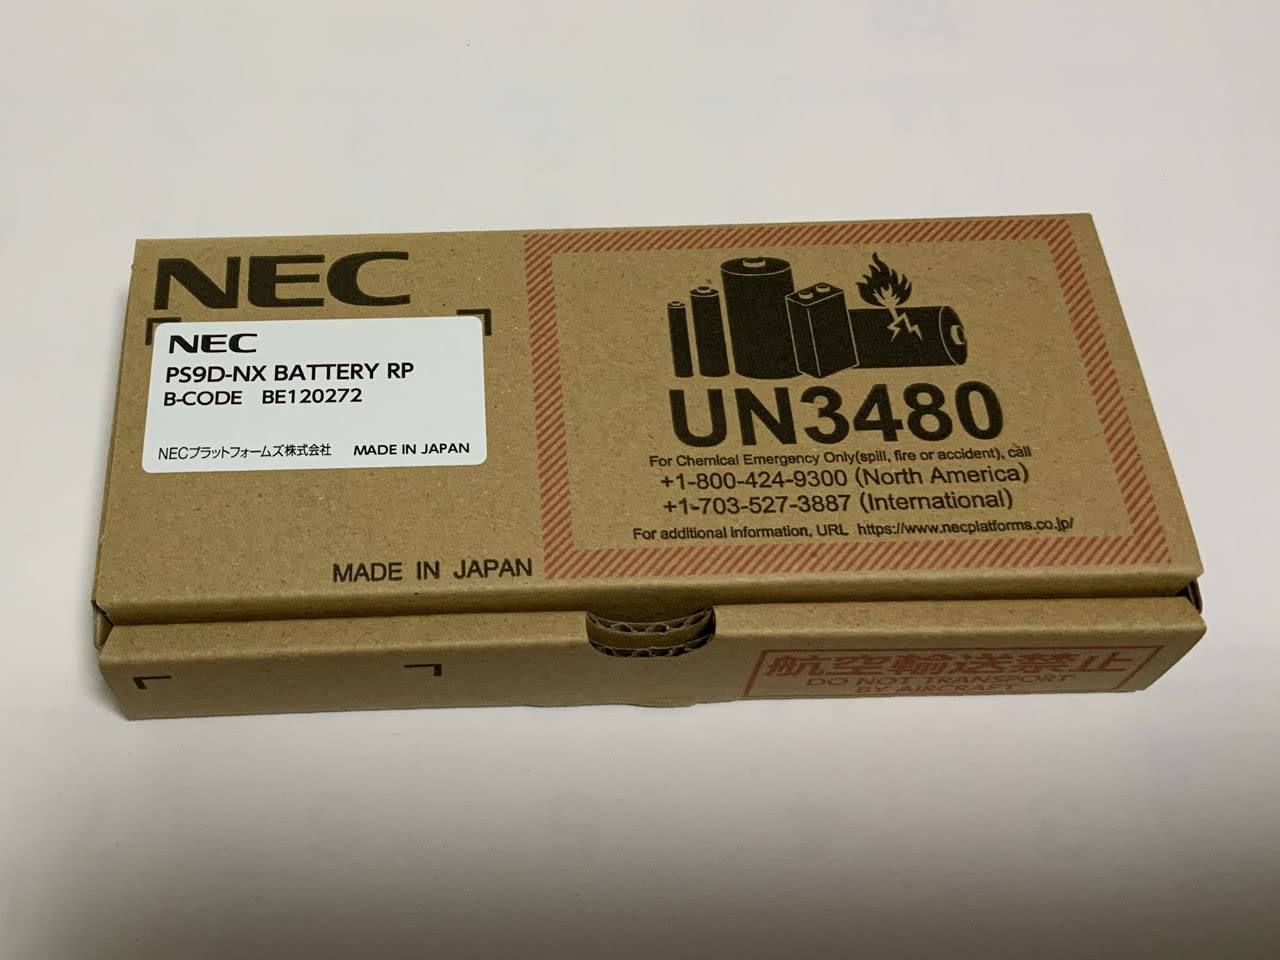 NEC
NEC
PS9D-NX BATTERY RP
B-CODE BE120272
NECプラットフォームズ株式会社 MADE IN JAPAN
MADE IN JAPAN
UN3480
For Chemical Emergency Only(spill, fire or accident), call
+1-800-424-9300 (North America)
+1-703-527-3887 (International)
For additional information, URL https://www.necplatforms.co.jp/
航空輸送禁止
DO NOT TRANSPORT
BY AIRCRAFT